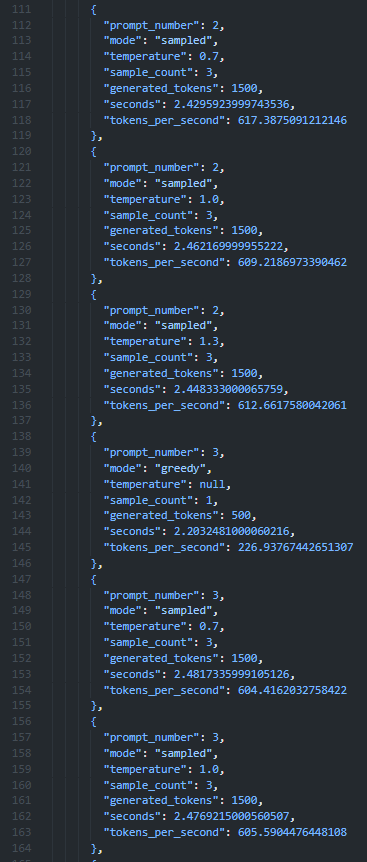 111 {
112 "prompt_number": 2,
113 "mode": "sampled",
114 "temperature": 0.7,
115 "sample_count": 3,
116 "generated_tokens": 1500,
117 "seconds": 2.4295923999743536,
118 "tokens_per_second": 617.3875091212146
119 },
120 {
121 "prompt_number": 2,
122 "mode": "sampled",
123 "temperature": 1.0,
124 "sample_count": 3,
125 "generated_tokens": 1500,
126 "seconds": 2.462169999955222,
127 "tokens_per_second": 609.2186973390462
128 },
129 {
130 "prompt_number": 2,
131 "mode": "sampled",
132 "temperature": 1.3,
133 "sample_count": 3,
134 "generated_tokens": 1500,
135 "seconds": 2.448333000065759,
136 "tokens_per_second": 612.6617580042061
137 },
138 {
139 "prompt_number": 3,
140 "mode": "greedy",
141 "temperature": null,
142 "sample_count": 1,
143 "generated_tokens": 500,
144 "seconds": 2.2032481000060216,
145 "tokens_per_second": 226.93767442651307
146 },
147 {
148 "prompt_number": 3,
149 "mode": "sampled",
150 "temperature": 0.7,
151 "sample_count": 3,
152 "generated_tokens": 1500,
153 "seconds": 2.4817335999105126,
154 "tokens_per_second": 604.4162032758422
155 },
156 {
157 "prompt_number": 3,
158 "mode": "sampled",
159 "temperature": 1.0,
160 "sample_count": 3,
161 "generated_tokens": 1500,
162 "seconds": 2.4769215000560507,
163 "tokens_per_second": 605.5904476448108
164 },